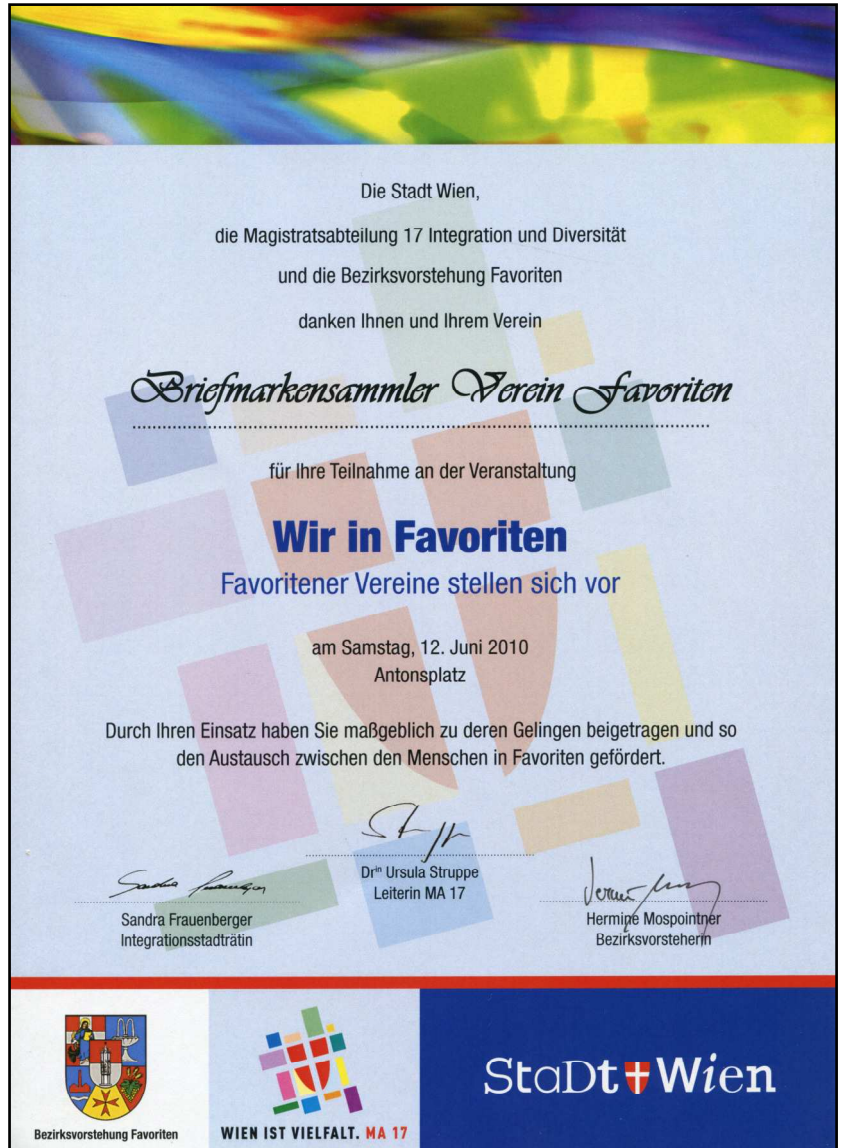 Die Stadt Wien,
die Magistratsabteilung 17 Integration und Diversität
und die Bezirksvorstehung Favoriten
danken Ihnen und Ihrem Verein
Briefmarkensammler Verein Favoriten
für Ihre Teilnahme an der Veranstaltung
Wir in Favoriten
Favoritener Vereine stellen sich vor
am Samstag, 12. Juni 2010
Antonsplatz
Durch Ihren Einsatz haben Sie maßgeblich zu deren Gelingen beigetragen und so
den Austausch zwischen den Menschen in Favoriten gefördert.
Drin Ursula Struppe
Leiterin MA 17
Sandra Frauenberger
Integrationsstadträtin
Hermine Mospointner
Bezirksvorsteherin
Bezirksvorstehung Favoriten
WIEN IST VIELFALT. MA 17
StaDt Wien